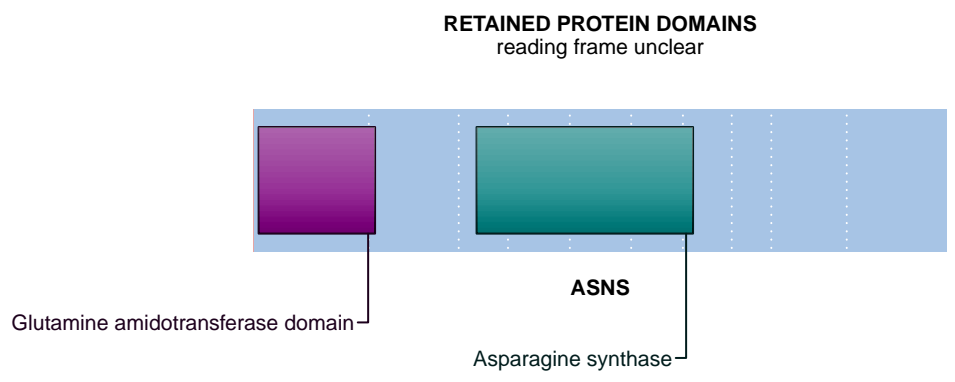 RETAINED PROTEIN DOMAINS
reading frame unclear
ASNS
Glutamine amidotransferase domain
Asparagine synthase